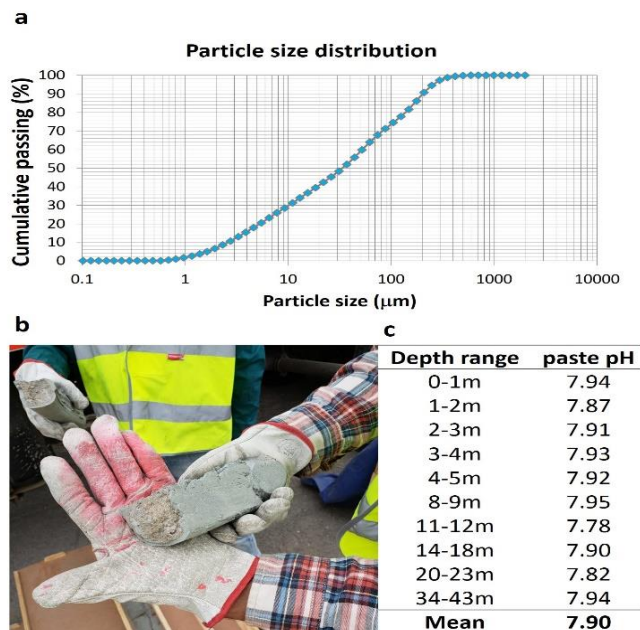 a
Particle size distribution
Cumulative passing (%)
100
90
80
70
60
50
40
30
20
10
0
0.1 1 10 100 1000 10000
Particle size (μm)
b
c
Depth range paste pH
0-1m 7.94
1-2m 7.87
2-3m 7.91
3-4m 7.93
4-5m 7.92
8-9m 7.95
11-12m 7.78
14-18m 7.90
20-23m 7.82
34-43m 7.94
Mean 7.90